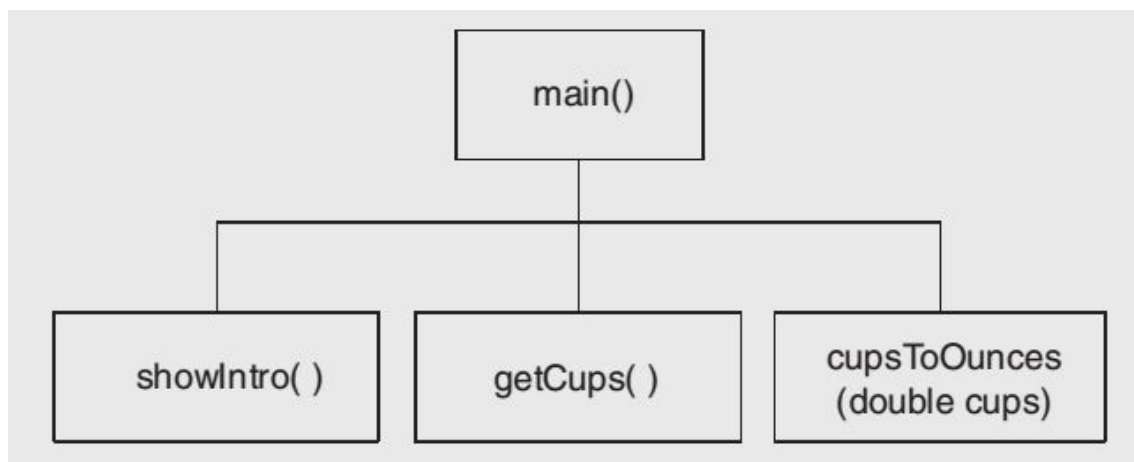 main()
showIntro( )
getCups( )
cupsToOunces
(double cups)